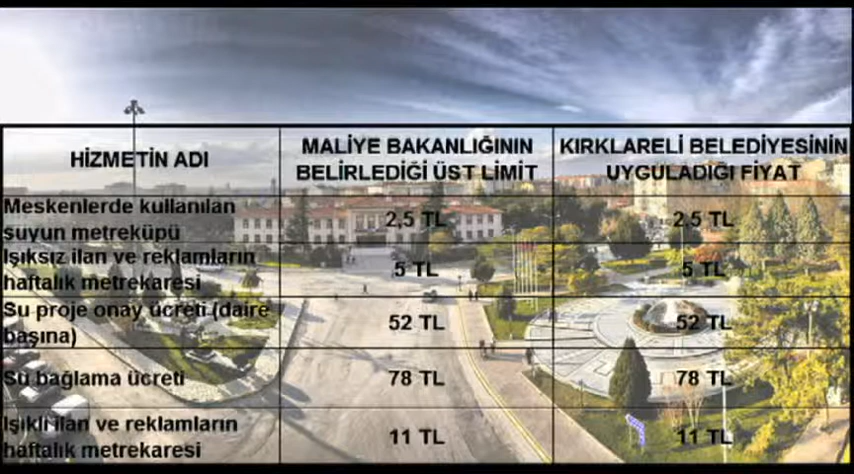 HİZMETİN ADI
MALİYE BAKANLIĞININ
BELİRLEDİĞİ ÜST LİMİT
KIRKLARELİ BELEDİYESİNİN
UYGULADIĞI FİYAT
Meskenlerde kullanılan
suyun metreküpü
2,5 TL
2,5 TL
Işıksız ilan ve reklamların
haftalık metrekaresi
5 TL
5 TL
Su proje onay ücreti (daire
başına)
52 TL
52 TL
Su bağlama ücreti
78 TL
78 TL
Işıklı ilan ve reklamların
haftalık metrekaresi
11 TL
11 TL